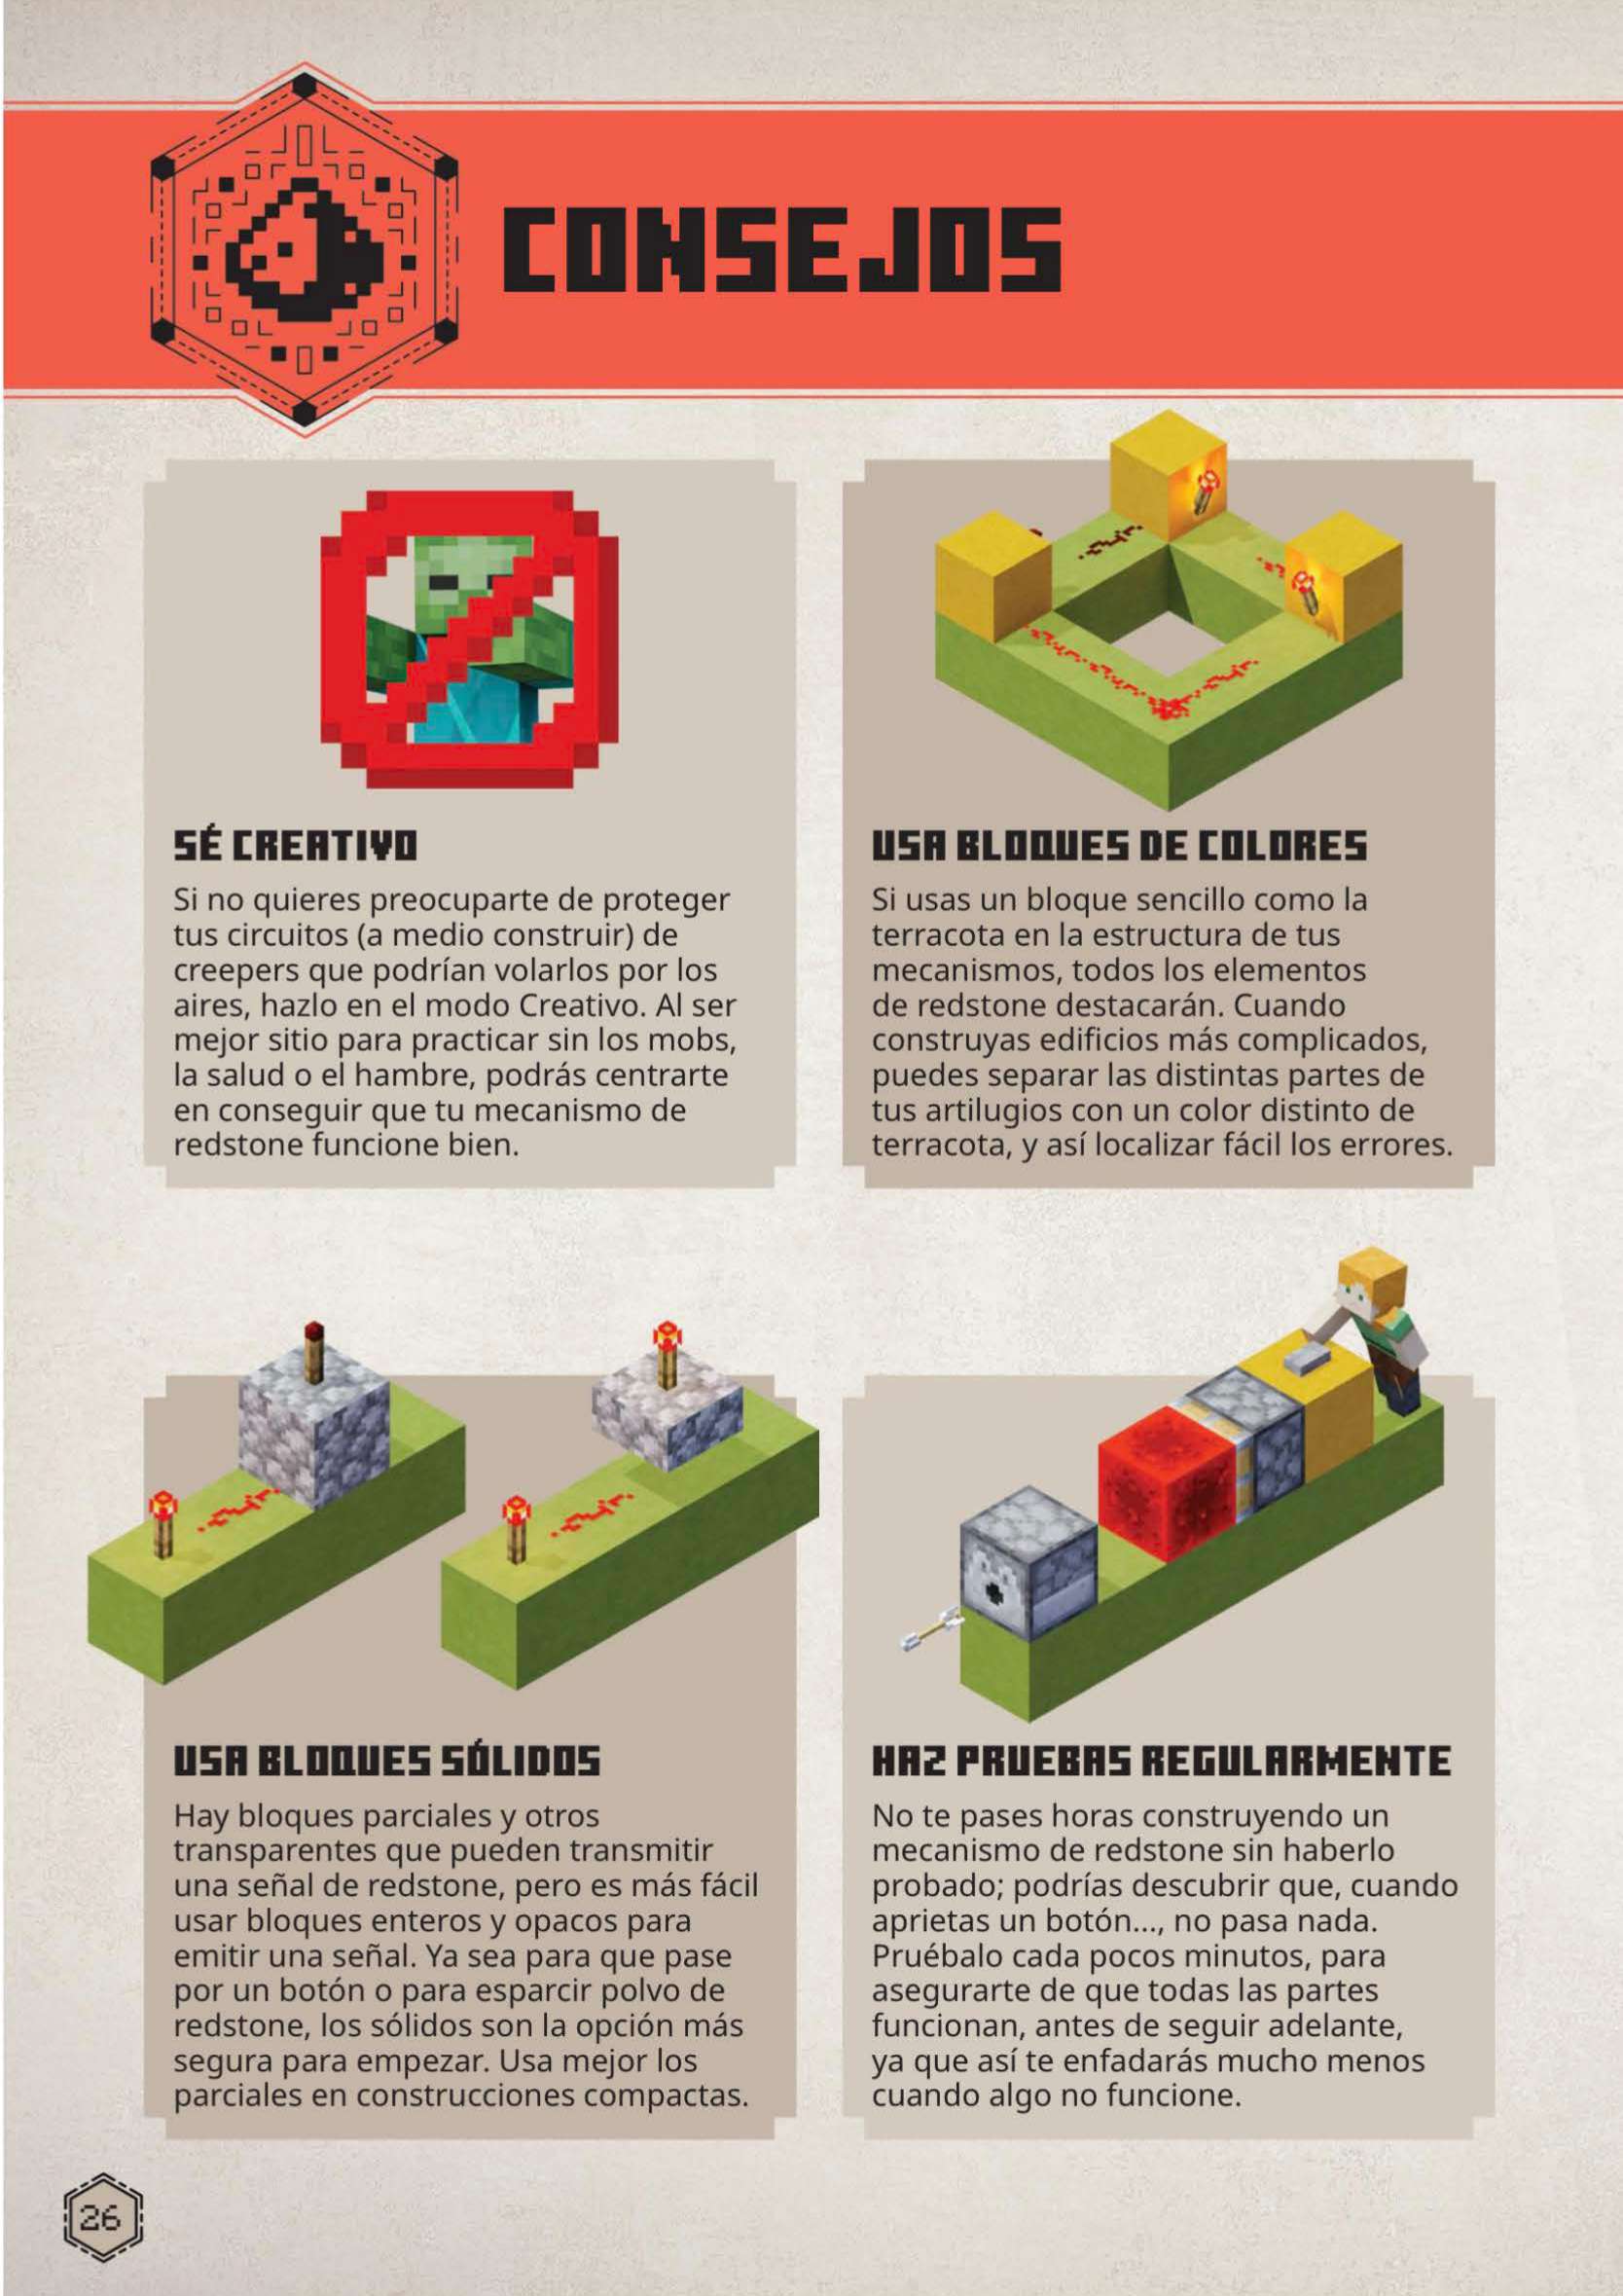 CONSEJOS
SÉ CREATIVO
Si no quieres preocuparte de proteger
tus circuitos (a medio construir) de
creepers que podrían volarlos por los
aires, hazlo en el modo Creativo. Al ser
mejor sitio para practicar sin los mobs,
la salud o el hambre, podrás centrarte
en conseguir que tu mecanismo de
redstone funcione bien.
USA BLOQUES DE COLORES
Si usas un bloque sencillo como la
terracota en la estructura de tus
mecanismos, todos los elementos
de redstone destacarán. Cuando
construyas edificios más complicados,
puedes separar las distintas partes de
tus artilugios con un color distinto de
terracota, y así localizar fácil los errores.
USA BLOQUES SÓLIDOS
Hay bloques parciales y otros
transparentes que pueden transmitir
una señal de redstone, pero es más fácil
usar bloques enteros y opacos para
emitir una señal. Ya sea para que pase
por un botón o para esparcir polvo de
redstone, los sólidos son la opción más
segura para empezar. Usa mejor los
parciales en construcciones compactas.
HAZ PRUEBAS REGULARMENTE
No te pases horas construyendo un
mecanismo de redstone sin haberlo
probado; podrías descubrir que, cuando
aprietas un botón..., no pasa nada.
Pruébalo cada pocos minutos, para
asegurarte de que todas las partes
funcionan, antes de seguir adelante,
ya que así te enfadarás mucho menos
cuando algo no funcione.
26